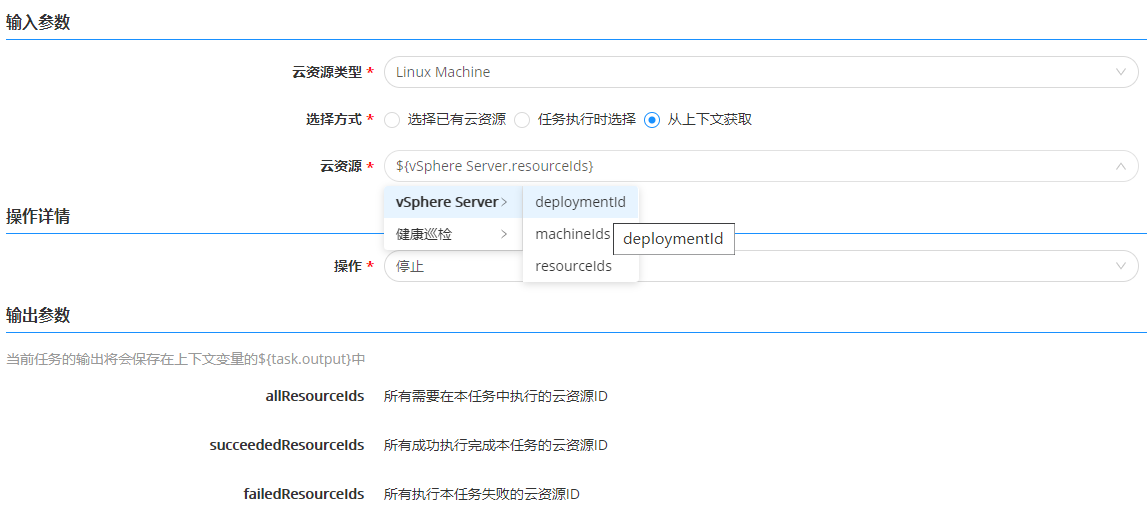 输入参数
云资源类型 * Linux Machine
选择方式 * 选择已有云资源 任务执行时选择 从上下文获取
云资源 * ${vSphere Server.resourceIds}
vSphere Server> deploymentId
操作详情
健康巡检 > machineIds deploymentId
操作 * 停止 resourceIds
输出参数
当前任务的输出将会保存在上下文变量的${task.output}中
allResourceIds 所有需要在本任务中执行的云资源ID
succeededResourceIds 所有成功执行完成本任务的云资源ID
failedResourceIds 所有执行本任务失败的云资源ID